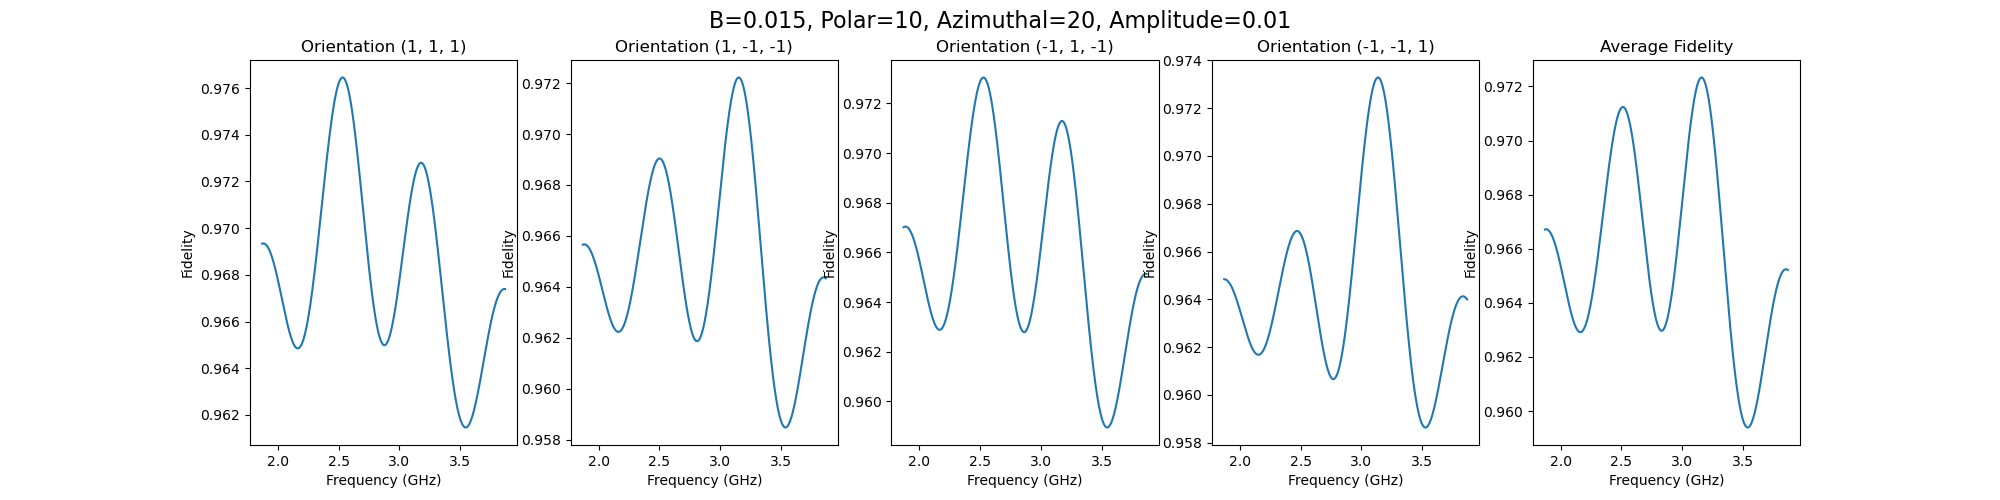 B=0.015, Polar=10, Azimuthal=20, Amplitude=0.01
Orientation (1, 1, 1)
0.976
0.974
0.972
0.970
0.968
0.966
0.964
0.962
Fidelity
2.0 2.5 3.0 3.5
Frequency (GHz)
Orientation (1, -1, -1)
0.972
0.970
0.968
0.966
0.964
0.962
0.960
0.958
Fidelity
2.0 2.5 3.0 3.5
Frequency (GHz)
Orientation (-1, 1, -1)
0.972
0.970
0.968
0.966
0.964
0.962
0.960
Fidelity
2.0 2.5 3.0 3.5
Frequency (GHz)
Orientation (-1, -1, 1)
0.974
0.972
0.970
0.968
0.966
0.964
0.962
0.960
0.958
Fidelity
2.0 2.5 3.0 3.5
Frequency (GHz)
Average Fidelity
0.972
0.970
0.968
0.966
0.964
0.962
0.960
Fidelity
2.0 2.5 3.0 3.5
Frequency (GHz)